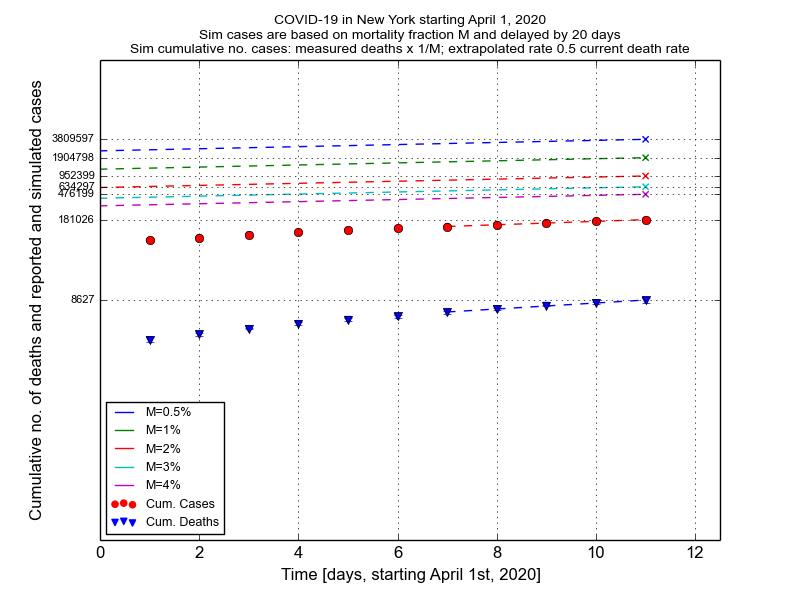 COVID-19 in New York starting April 1, 2020
Sim cases are based on mortality fraction M and delayed by 20 days
Sim cumulative no. cases: measured deaths x 1/M; extrapolated rate 0.5 current death rate
Cumulative no. of deaths and reported and simulated cases
3809597
1904798
952399
634297
476199
181026
8627
M=0.5%
M=1%
M=2%
M=3%
M=4%
Cum. Cases
Cum. Deaths
0 2 4 6 8 10 12
Time [days, starting April 1st, 2020]